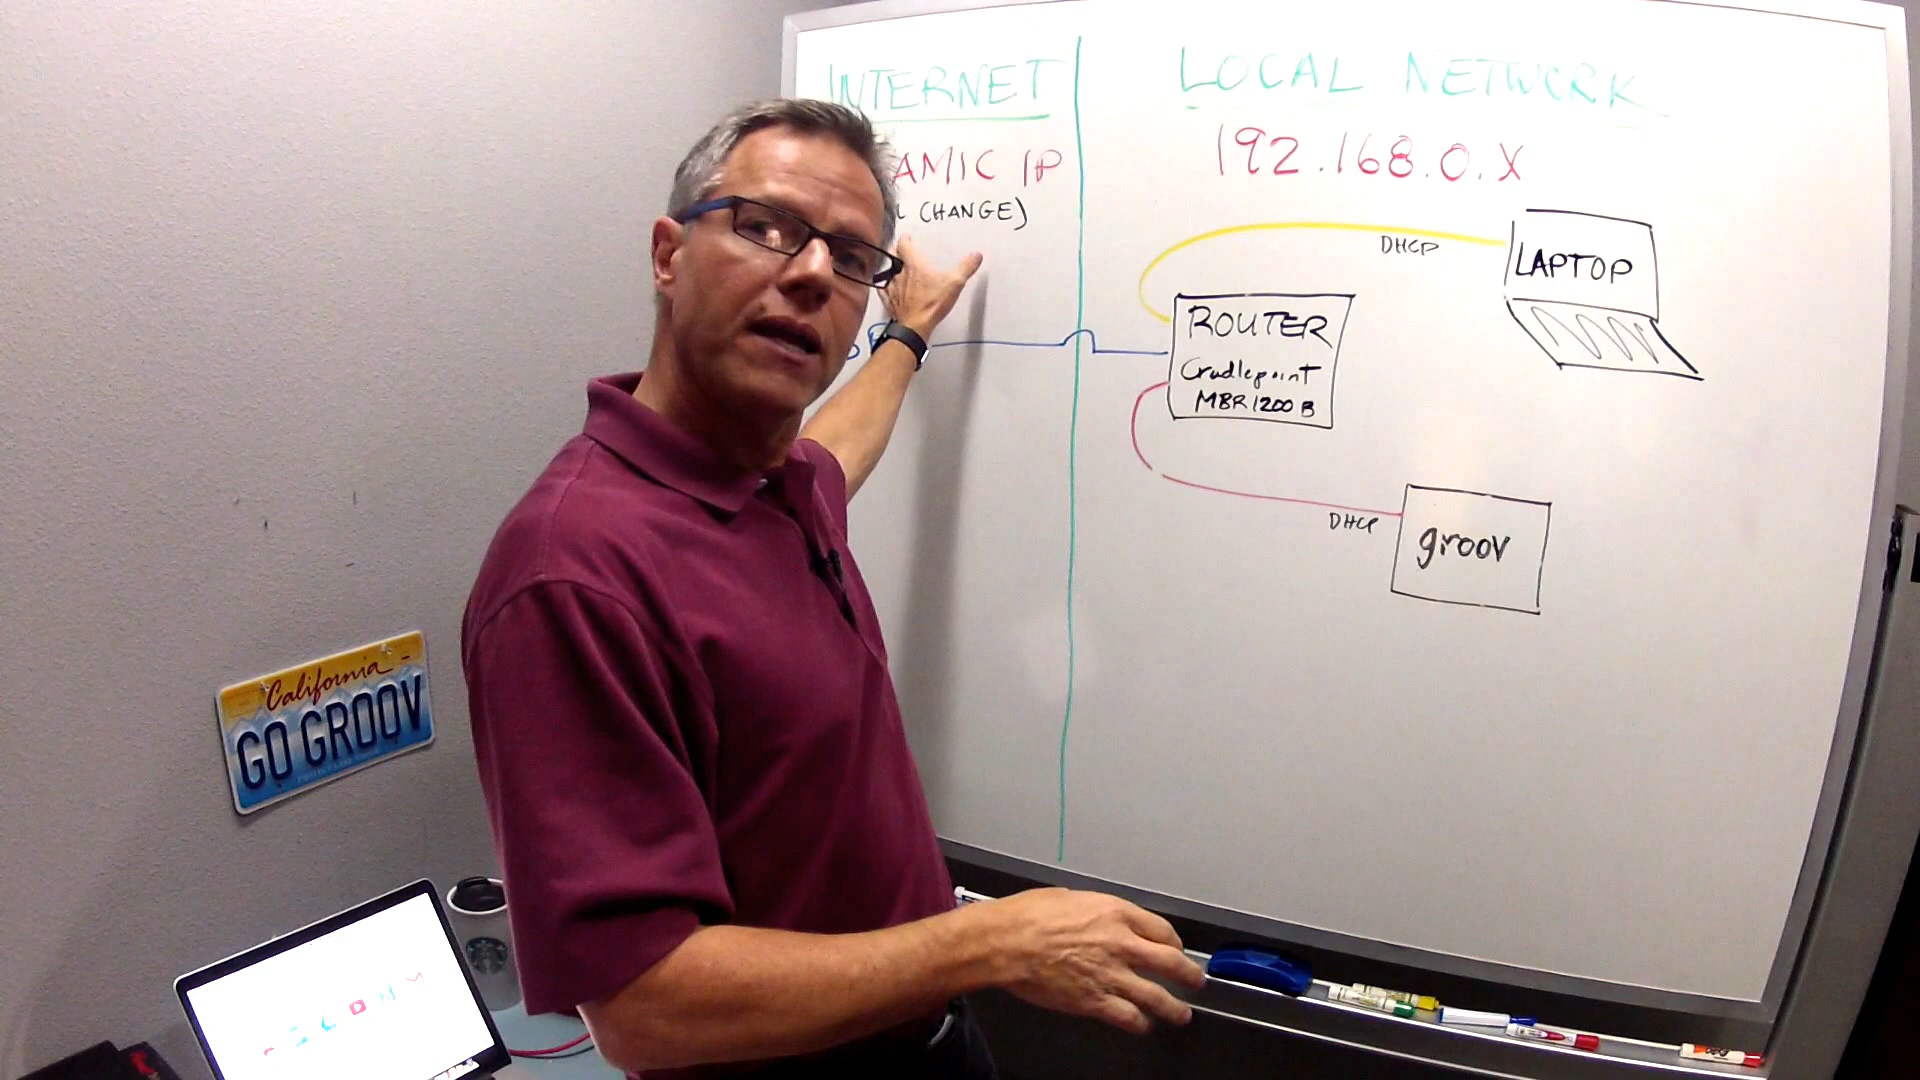 INTERNET
AMIC IP
CHANGE)
LOCAL NETWORK
192.168.0.X
DHCP
LAPTOP
ROUTER
Cradlepoint
MBR1200B
DHCP
groov
California
GO GROOV